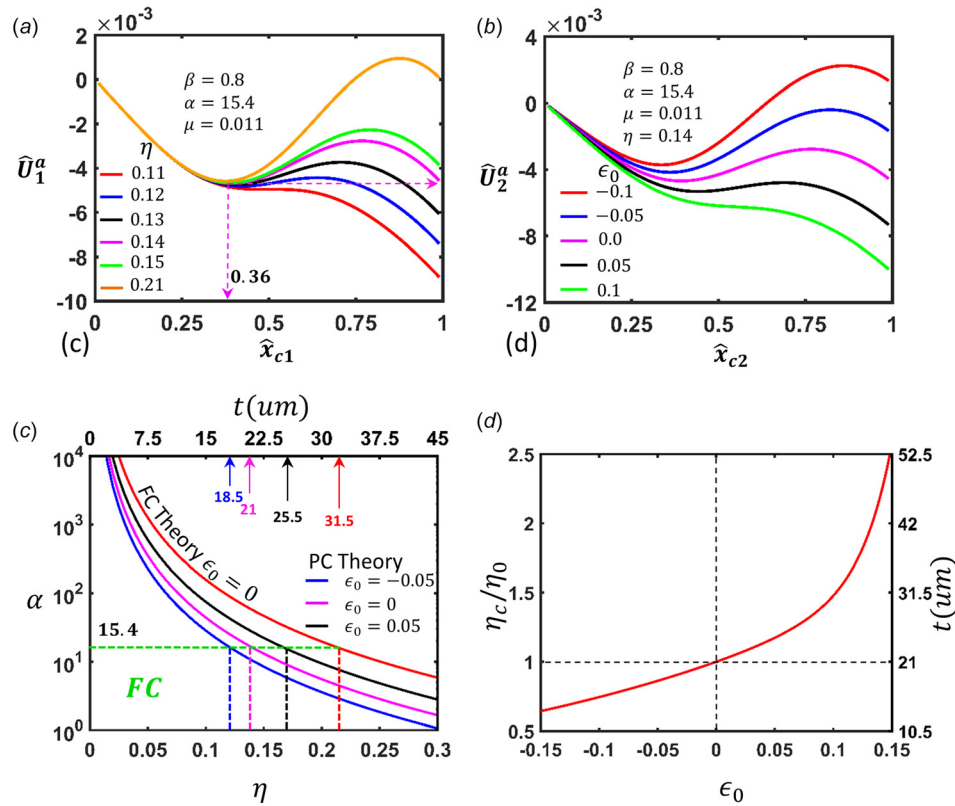 (a)
×10⁻³
2
0
-2
-4
-6
-8
-10
Û₁ᵃ
β = 0.8
α = 15.4
μ = 0.011
η
0.11
0.12
0.13
0.14
0.15
0.21
0.36
0 0.25 0.5 0.75 1
x̂c1
(c)
(b)
×10⁻³
4
0
-4
-8
-12
Û₂ᵃ
β = 0.8
α = 15.4
μ = 0.011
η = 0.14
ϵ₀
−0.1
−0.05
0.0
0.05
0.1
0 0.25 0.5 0.75 1
x̂c2
(d)
(c)
t(um)
0 7.5 15 22.5 30 37.5 45
10⁴
10³
10²
10¹
10⁰
α
18.5
21
25.5
31.5
FC Theory ϵ₀ = 0
PC Theory
ϵ₀ = −0.05
ϵ₀ = 0
ϵ₀ = 0.05
15.4
FC
0 0.05 0.1 0.15 0.2 0.25 0.3
η
(d)
2.5
2
1.5
1
0.5
ηc/η0
52.5
42
31.5
21
10.5
t(um)
-0.15 -0.1 -0.05 0 0.05 0.1 0.15
ϵ₀